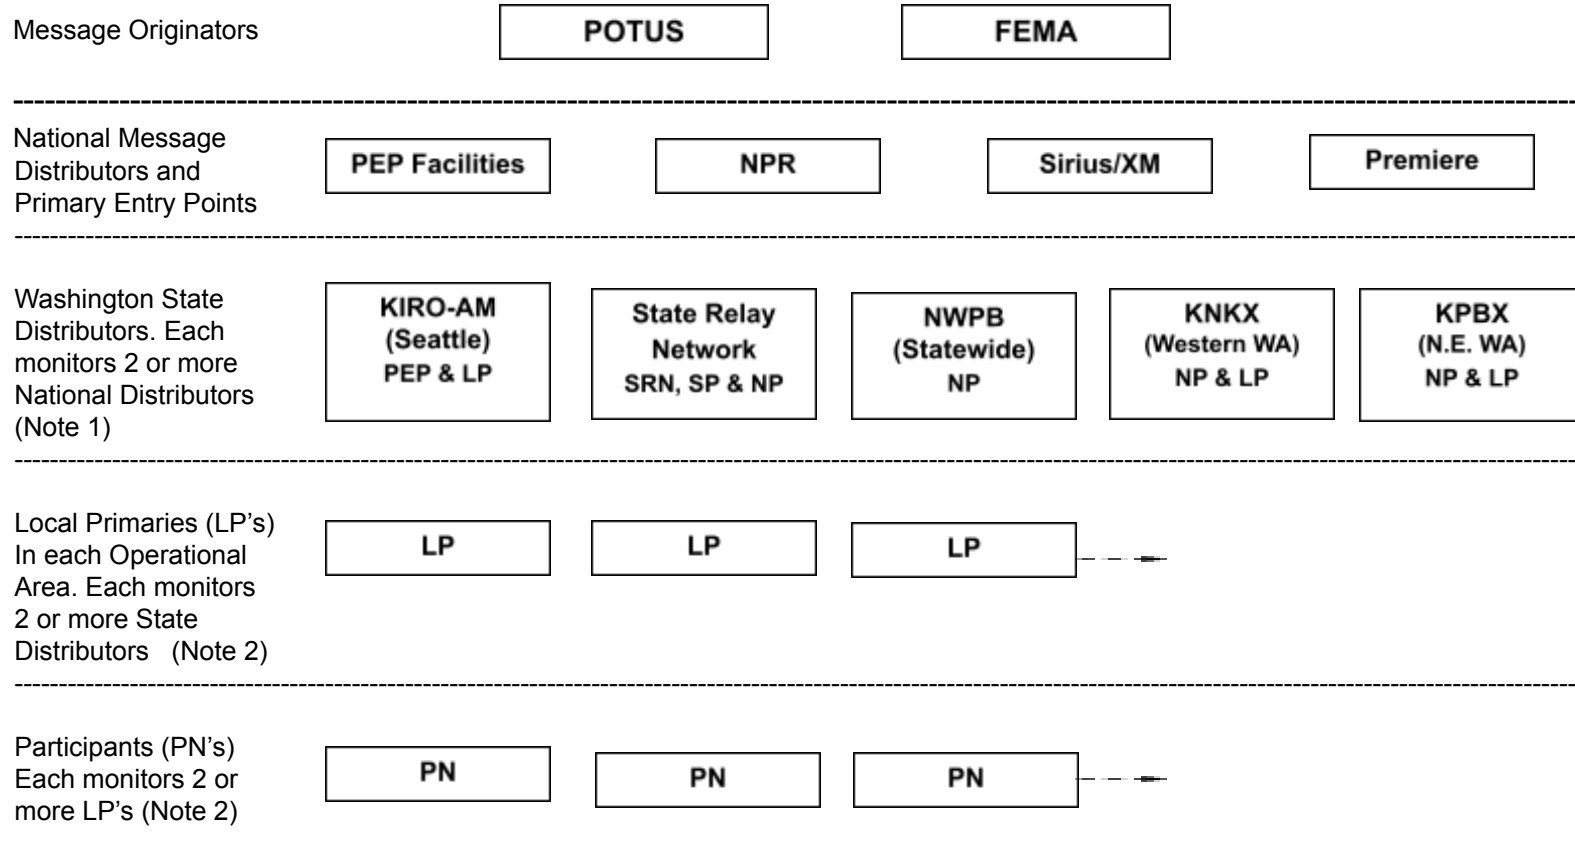 Message Originators
POTUS
FEMA
National Message
Distributors and
Primary Entry Points
PEP Facilities
NPR
Sirius/XM
Premiere
Washington State
Distributors. Each
monitors 2 or more
National Distributors
(Note 1)
KIRO-AM
(Seattle)
PEP & LP
State Relay
Network
SRN, SP & NP
NWPB
(Statewide)
NP
KNKX
(Western WA)
NP & LP
KPBX
(N.E. WA)
NP & LP
Local Primaries (LP's)
In each Operational
Area. Each monitors
2 or more State
Distributors (Note 2)
LP
LP
LP
Participants (PN's)
Each monitors 2 or
more LP's (Note 2)
PN
PN
PN